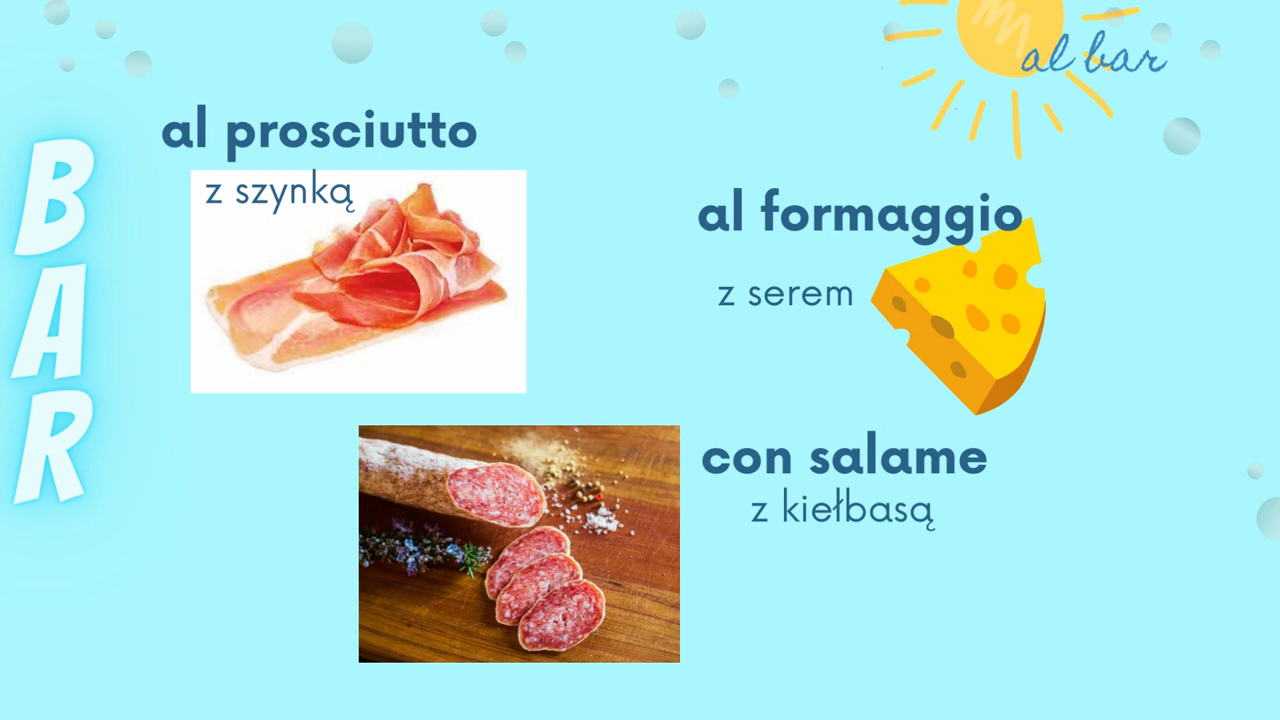 al bar
BAR
al prosciutto
z szynką
al formaggio
z serem
con salame
z kiełbasą